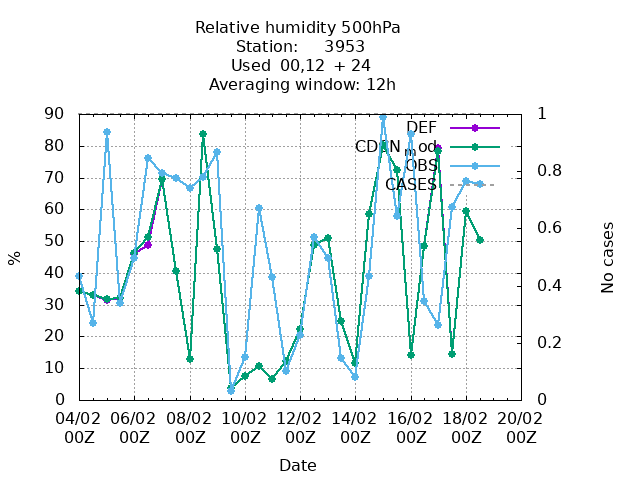 Relative humidity 500hPa
Station: 3953
Used 00,12 + 24
Averaging window: 12h
90 1
DEF
80
CDDN_mod
OBS
70 0.8
CASES
60 0.6
50
40 0.4
30
20 0.2
10
0 0
%
No cases
04/02 06/02 08/02 10/02 12/02 14/02 16/02 18/02 20/02
00Z 00Z 00Z 00Z 00Z 00Z 00Z 00Z 00Z
Date